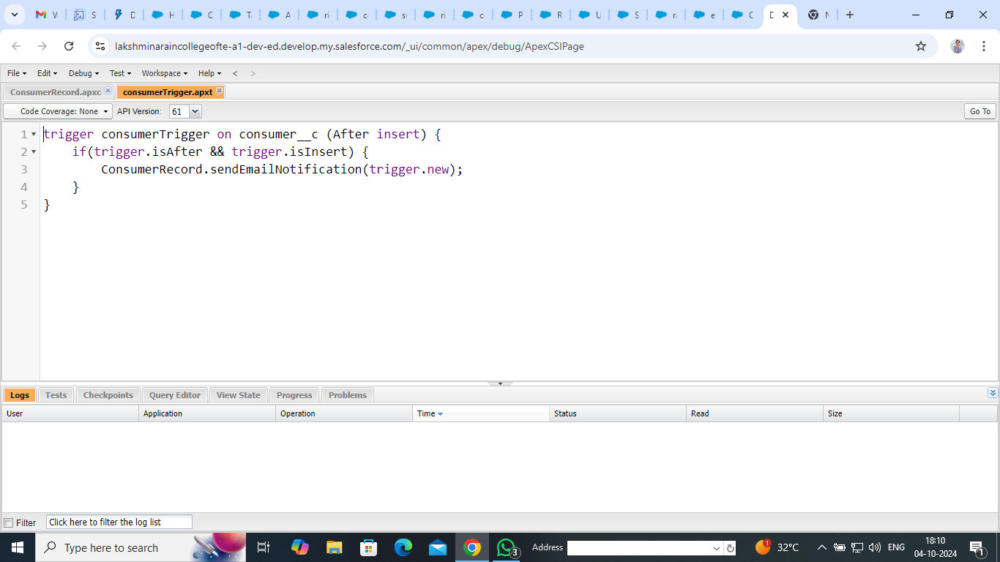 W S D H C T A ri c s ri c P R U S r e C D N
lakshminaraincollegeofte-a1-dev-ed.develop.my.salesforce.com/_ui/common/apex/debug/ApexCSIPage
File Edit Debug Test Workspace Help < >
ConsumerRecord.apxc consumerTrigger.apxt
Code Coverage: None API Version: 61 Go To
1 trigger consumerTrigger on consumer__c (After insert) {
2 if(trigger.isAfter && trigger.isInsert) {
3 ConsumerRecord.sendEmailNotification(trigger.new);
4 }
5 }
Logs Tests Checkpoints Query Editor View State Progress Problems
User Application Operation Time Status Read Size
Filter Click here to filter the log list
Type here to search 3 Address 1 32°C ENG 18:10
04-10-2024 1